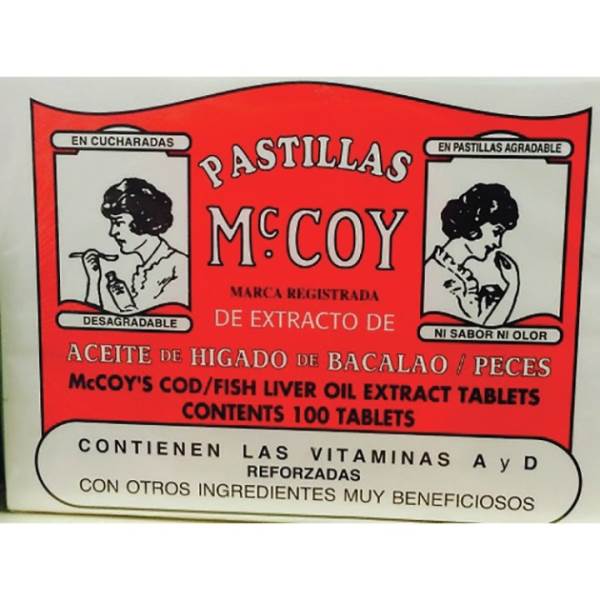 EN CUCHARADAS
DESAGRADABLE
PASTILLAS
McCOY
MARCA REGISTRADA
DE EXTRACTO DE
EN PASTILLAS AGRADABLE
NI SABOR NI OLOR
ACEITE DE HIGADO DE BACALAO / PECES
McCOY'S COD/FISH LIVER OIL EXTRACT TABLETS
CONTENTS 100 TABLETS
CONTIENEN LAS VITAMINAS A y D
REFORZADAS
CON OTROS INGREDIENTES MUY BENEFICIOSOS